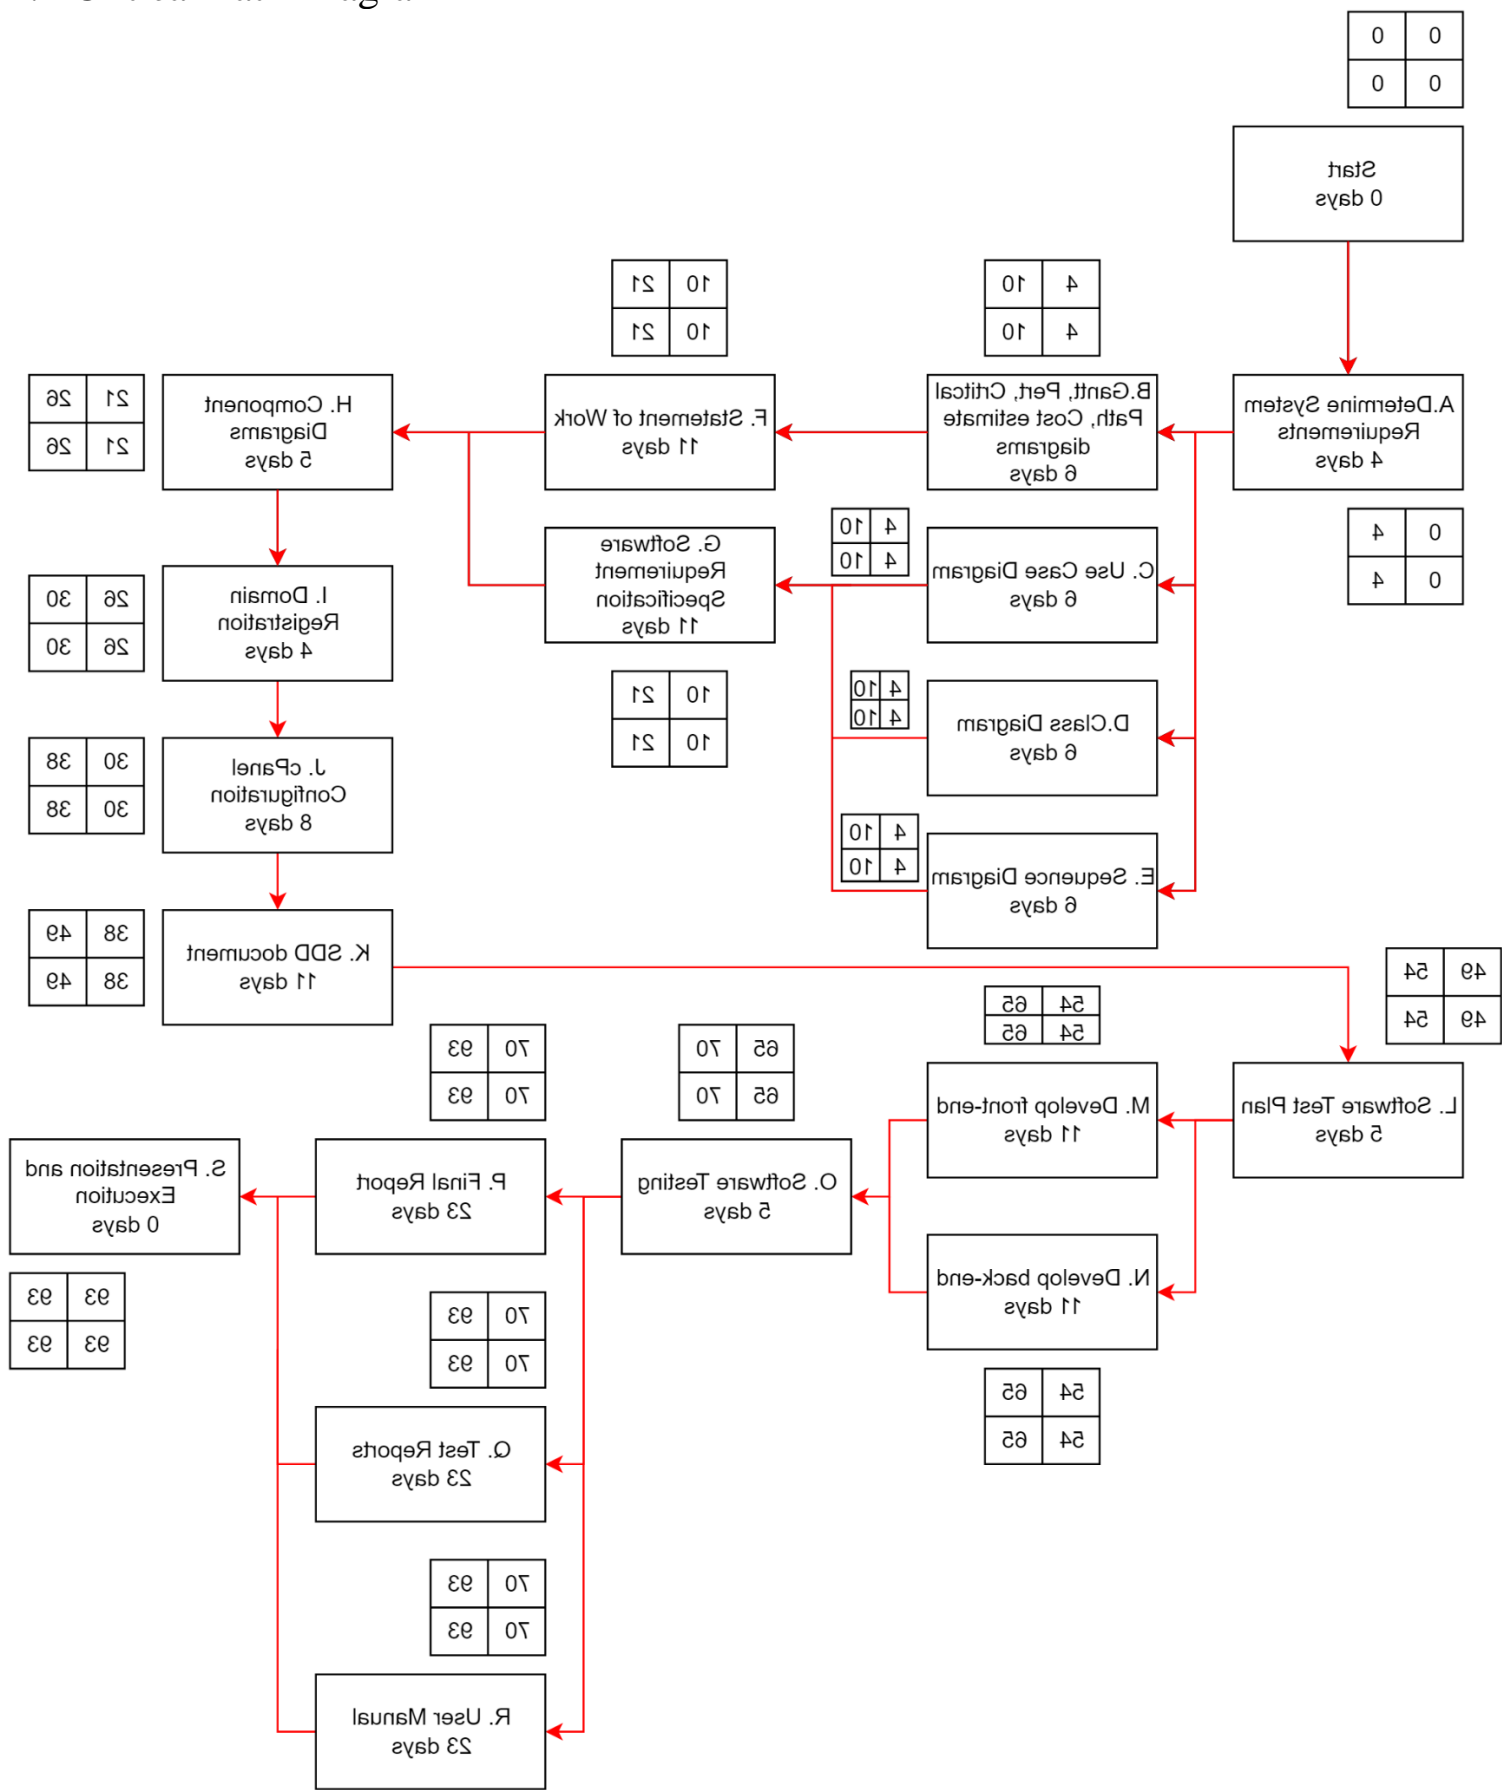 0 0
0 0
Start
0 days
4 10
4 10
10 21
10 21
A.Determine System
Requirements
4 days
0 4
0 4
B.Gantt, Pert, Critcal
Path, Cost estimate
diagrams
6 days
F. Statement of Work
11 days
H. Component
Diagrams
5 days
21 26
21 26
C. Use Case Diagram
6 days
4 10
4 10
G. Software
Requirement
Specification
11 days
10 21
10 21
I. Domain
Registration
4 days
26 30
26 30
D.Class Diagram
6 days
4 10
4 10
J. cPanel
Configuration
8 days
30 38
30 38
E. Sequence Diagram
6 days
4 10
4 10
K. SDD document
11 days
38 49
38 49
49 54
49 54
L. Software Test Plan
5 days
54 65
54 65
M. Develop front-end
11 days
N. Develop back-end
11 days
54 65
54 65
65 70
65 70
O. Software Testing
5 days
70 93
70 93
P. Final Report
23 days
70 93
70 93
Q. Test Reports
23 days
70 93
70 93
R. User Manual
23 days
S. Presentation and
Execution
0 days
93 93
93 93